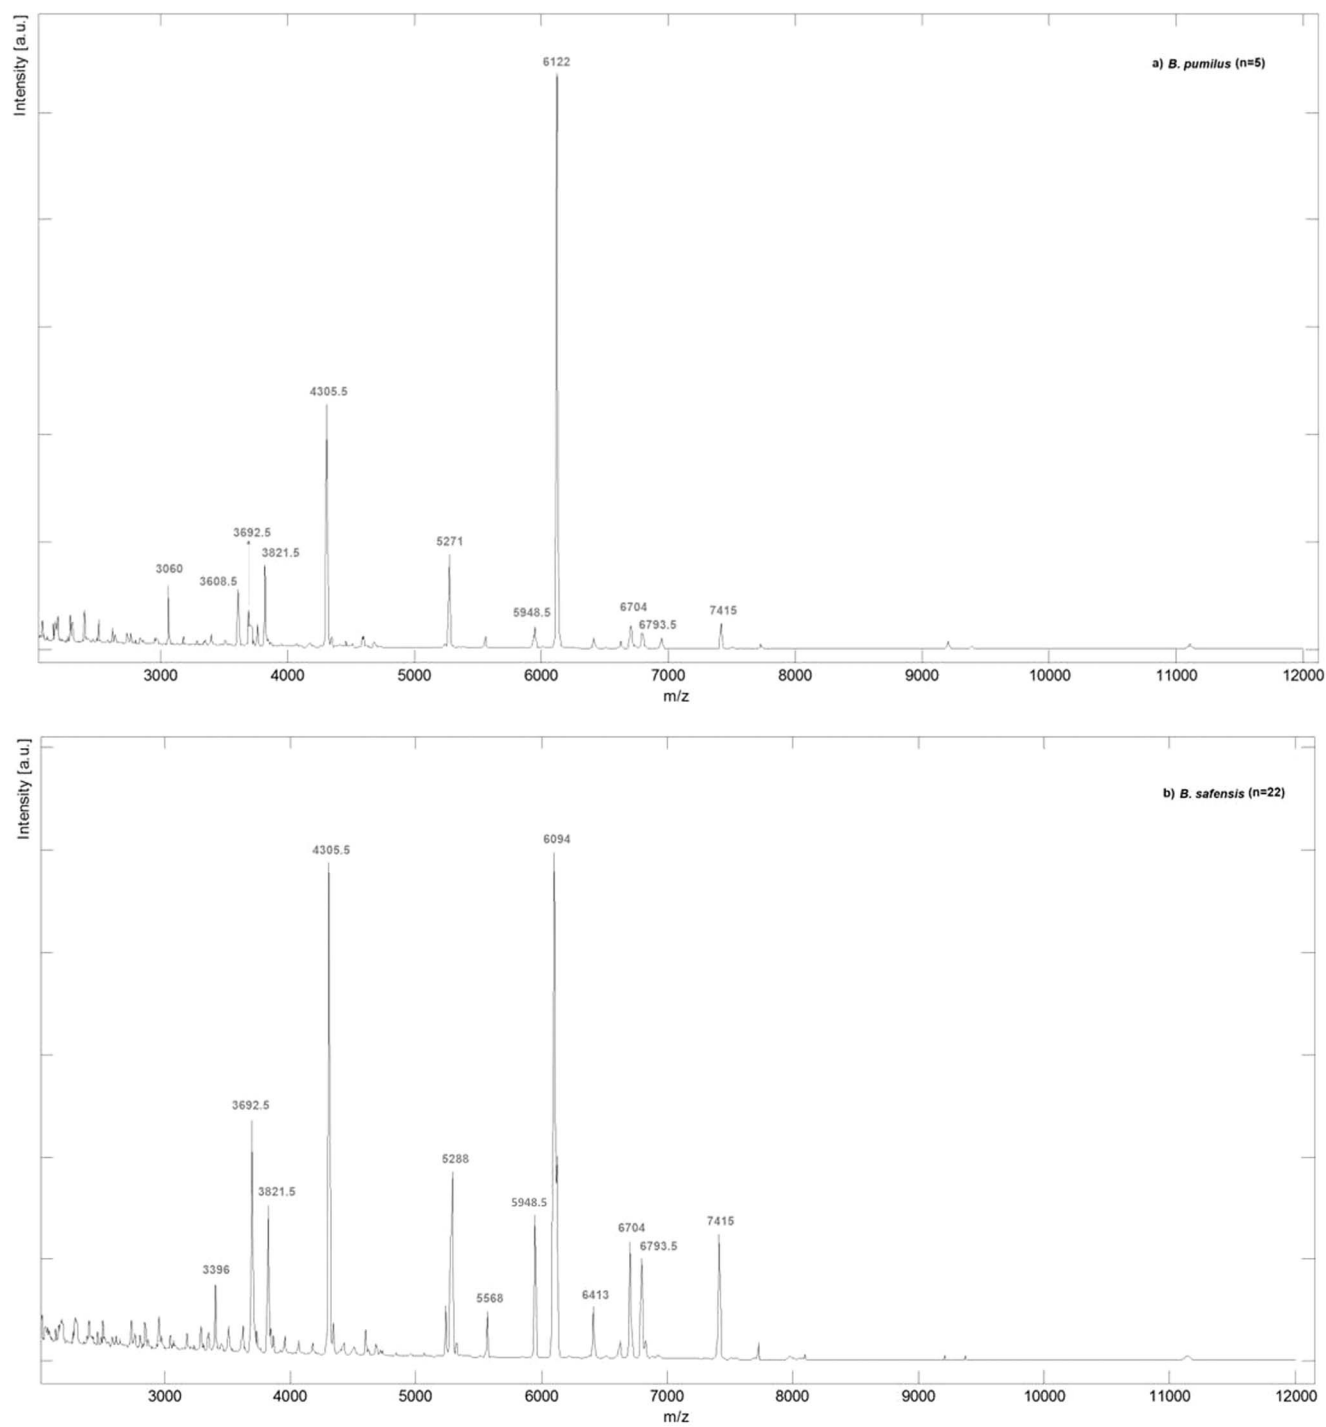 Intensity [a.u.]
a) B. pumilus (n=5)
6122
4305.5
3692.5
3821.5
3060
3608.5
5271
5948.5
6704
6793.5
7415
3000 4000 5000 6000 7000 8000 9000 10000 11000 12000
m/z
Intensity [a.u.]
b) B. safensis (n=22)
6094
4305.5
3692.5
3821.5
3396
5288
5568
5948.5
6413
6704
6793.5
7415
3000 4000 5000 6000 7000 8000 9000 10000 11000 12000
m/z